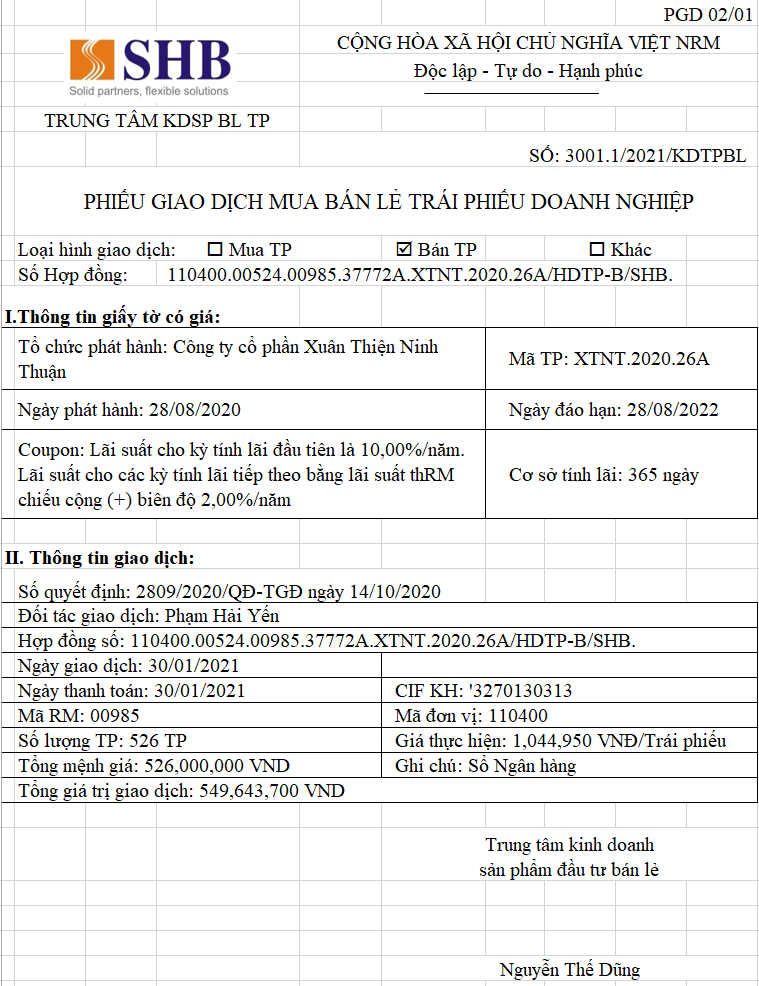 PGD 02/01
SHB
Solid partners, flexible solutions
CỘNG HÒA XÃ HỘI CHỦ NGHĨA VIỆT NRM
Độc lập - Tự do - Hạnh phúc
TRUNG TÂM KDSP BL TP
SỐ: 3001.1/2021/KDTPBL
PHIẾU GIAO DỊCH MUA BÁN LẺ TRÁI PHIẾU DOANH NGHIỆP
Loại hình giao dịch: ☐ Mua TP ☑ Bán TP ☐ Khác
Số Hợp đồng: 110400.00524.00985.37772A.XTNT.2020.26A/HDTP-B/SHB.
I.Thông tin giấy tờ có giá:
Tổ chức phát hành: Công ty cổ phần Xuân Thiện Ninh
Thuận
Mã TP: XTNT.2020.26A
Ngày phát hành: 28/08/2020 Ngày đáo hạn: 28/08/2022
Coupon: Lãi suất cho kỳ tính lãi đầu tiên là 10,00%/năm.
Lãi suất cho các kỳ tính lãi tiếp theo bằng lãi suất thRM
chiếu cộng (+) biên độ 2,00%/năm
Cơ sở tính lãi: 365 ngày
II. Thông tin giao dịch:
Số quyết định: 2809/2020/QĐ-TGĐ ngày 14/10/2020
Đối tác giao dịch: Phạm Hải Yến
Hợp đồng số: 110400.00524.00985.37772A.XTNT.2020.26A/HDTP-B/SHB.
Ngày giao dịch: 30/01/2021
Ngày thanh toán: 30/01/2021 CIF KH: '3270130313
Mã RM: 00985 Mã đơn vị: 110400
Số lượng TP: 526 TP Giá thực hiện: 1,044,950 VNĐ/Trái phiếu
Tổng mệnh giá: 526,000,000 VND Ghi chú: Sổ Ngân hàng
Tổng giá trị giao dịch: 549,643,700 VND
Trung tâm kinh doanh
sản phẩm đầu tư bán lẻ
Nguyễn Thế Dũng